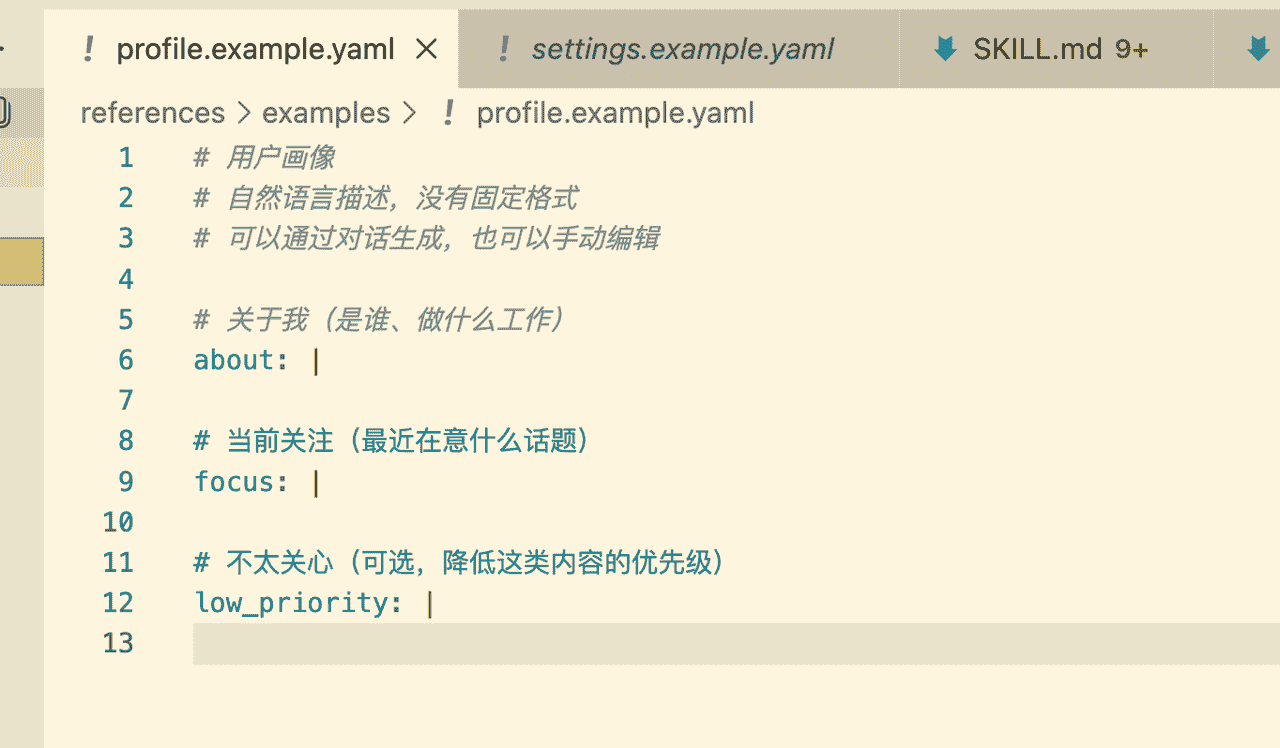 profile.example.yaml
settings.example.yaml
SKILL.md 9+
references > examples > ! profile.example.yaml
1 # 用户画像
2 # 自然语言描述，没有固定格式
3 # 可以通过对话生成，也可以手动编辑
4
5 # 关于我（是谁、做什么工作）
6 about: |
7
8 # 当前关注（最近在意什么话题）
9 focus: |
10
11 # 不太关心（可选，降低这类内容的优先级）
12 low_priority: |
13